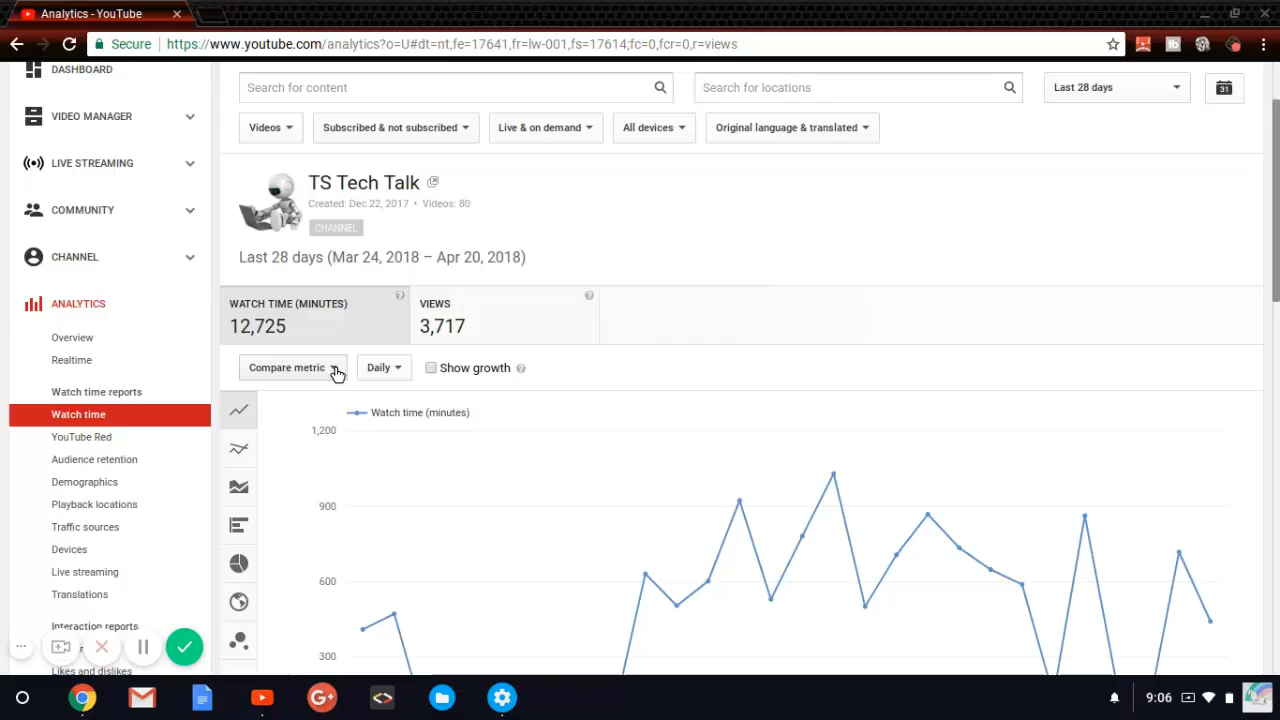 Analytics - YouTube
Secure
https://www.youtube.com/analytics?o=U#dt=nt,fe=17641,fr=lw-001,fs=17614;fc=0,fcr=0,r=views
DASHBOARD
VIDEO MANAGER
LIVE STREAMING
COMMUNITY
CHANNEL
ANALYTICS
Overview
Realtime
Watch time reports
Watch time
YouTube Red
Audience retention
Demographics
Playback locations
Traffic sources
Devices
Live streaming
Translations
Interaction reports
Likes and dislikes
Search for content
Search for locations
Last 28 days
31
Videos
Subscribed & not subscribed
Live & on demand
All devices
Original language & translated
TS Tech Talk
Created: Dec 22, 2017 • Videos: 80
CHANNEL
Last 28 days (Mar 24, 2018 – Apr 20, 2018)
WATCH TIME (MINUTES)
?
12,725
VIEWS
?
3,717
Compare metric
Daily
Show growth
?
Watch time (minutes)
1,200
900
600
300
9:06